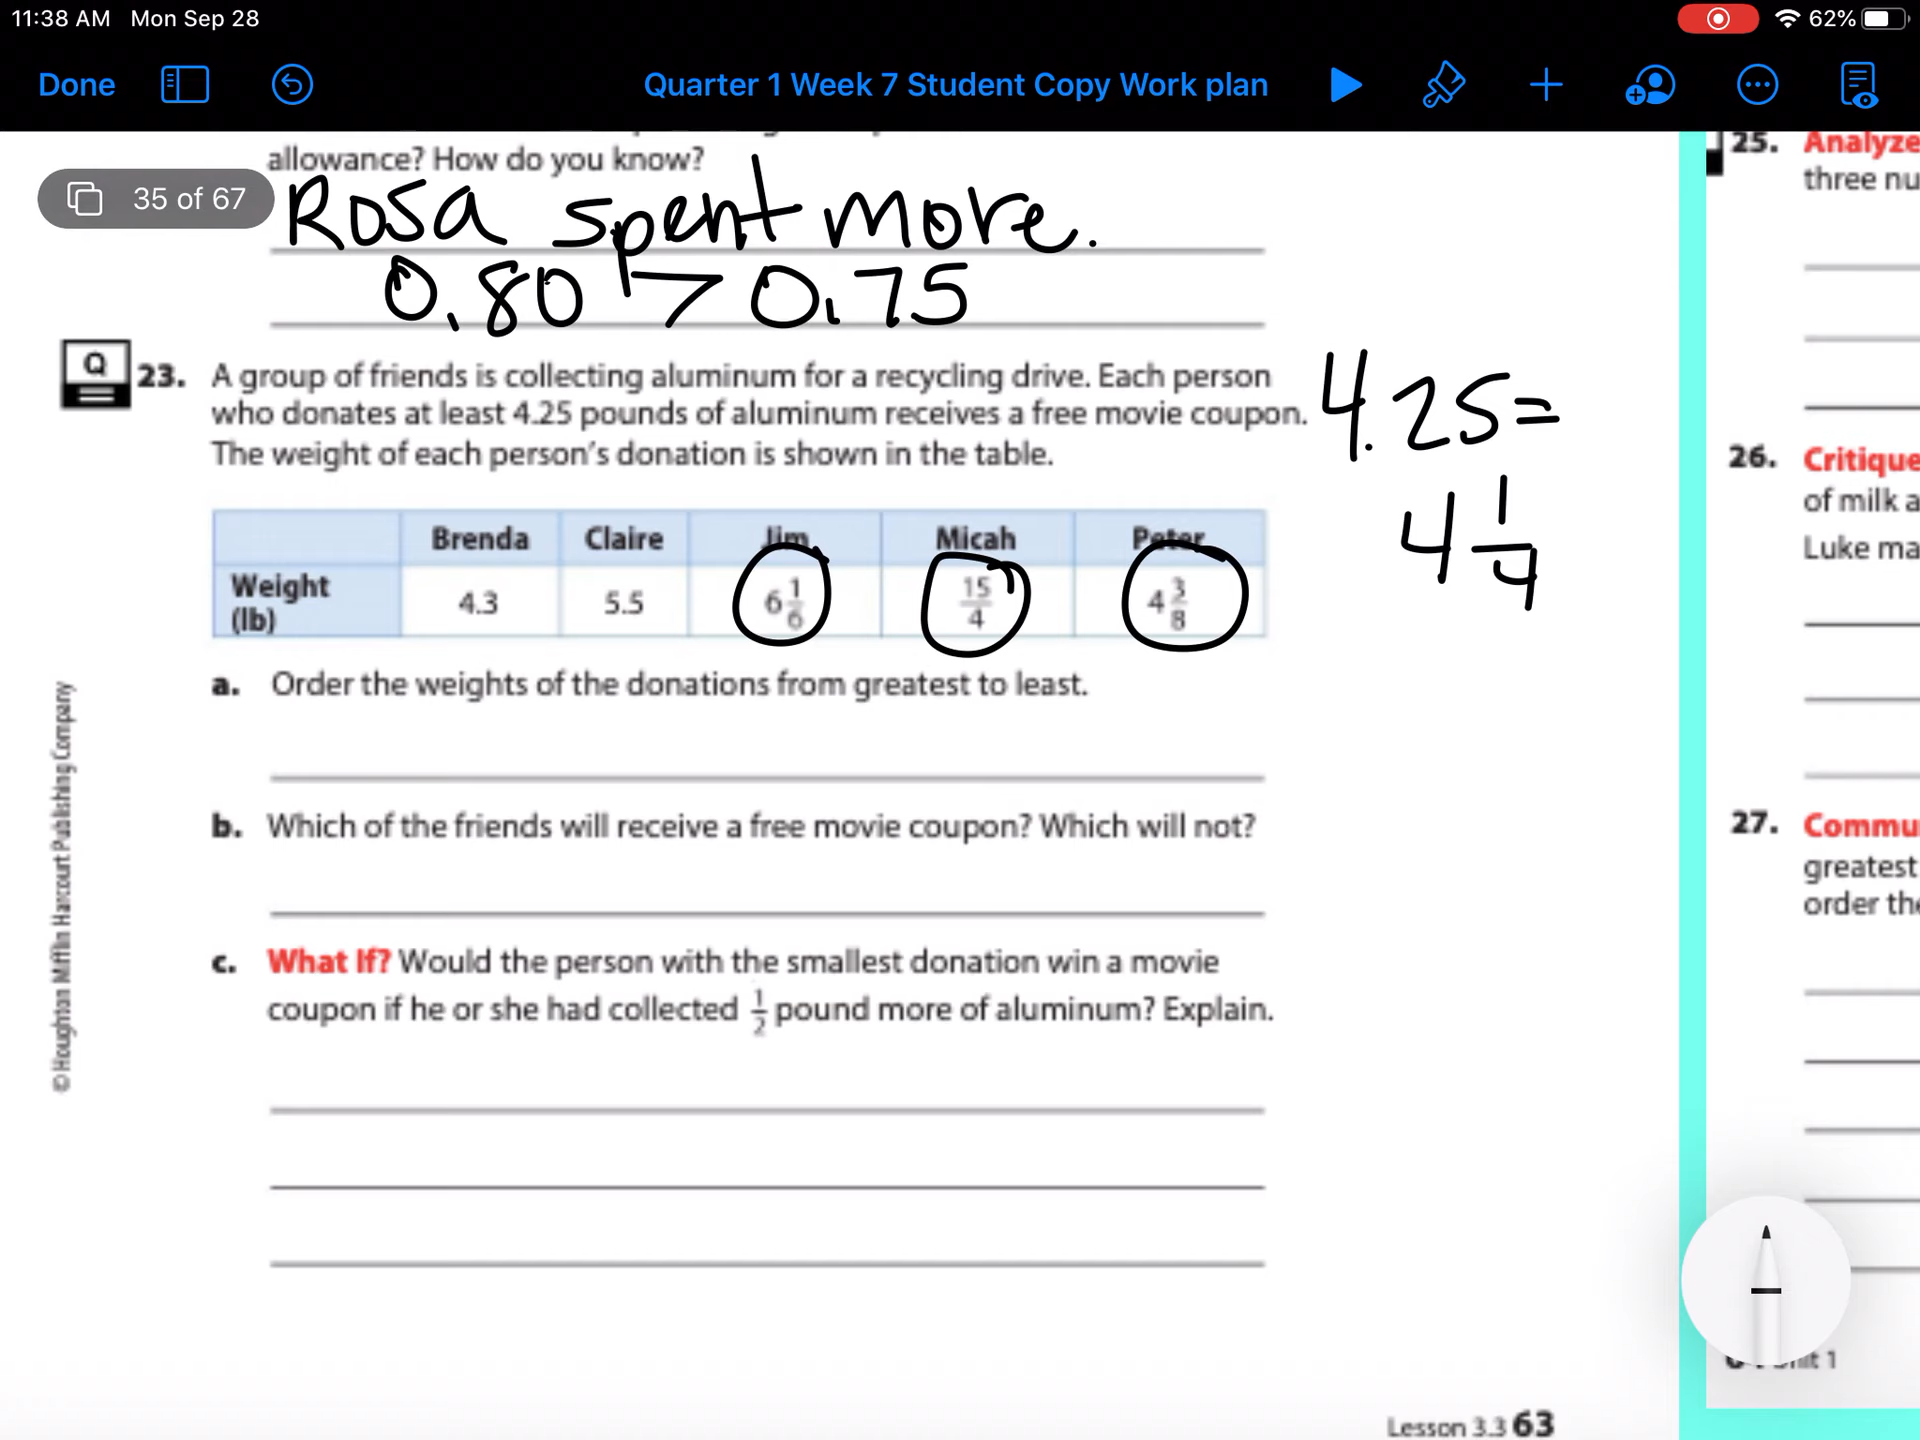 11:38 AM Mon Sep 28
62%
Done
Quarter 1 Week 7 Student Copy Work plan
35 of 67
allowance? How do you know?
Rosa spent more.
0.80 > 0.75
Q
23. A group of friends is collecting aluminum for a recycling drive. Each person
who donates at least 4.25 pounds of aluminum receives a free movie coupon.
The weight of each person's donation is shown in the table.
4.25=
4 1/4
Brenda Claire Jim Micah Peter
Weight (lb) 4.3 5.5 6 1/6 15/4 4 3/8
a. Order the weights of the donations from greatest to least.
b. Which of the friends will receive a free movie coupon? Which will not?
c. What If? Would the person with the smallest donation win a movie
coupon if he or she had collected 1/2 pound more of aluminum? Explain.
© Houghton Mifflin Harcourt Publishing Company
Lesson 3.3 63
25. Analyze
three
26. Critique
of milk
Luke
27.
greatest
order
1